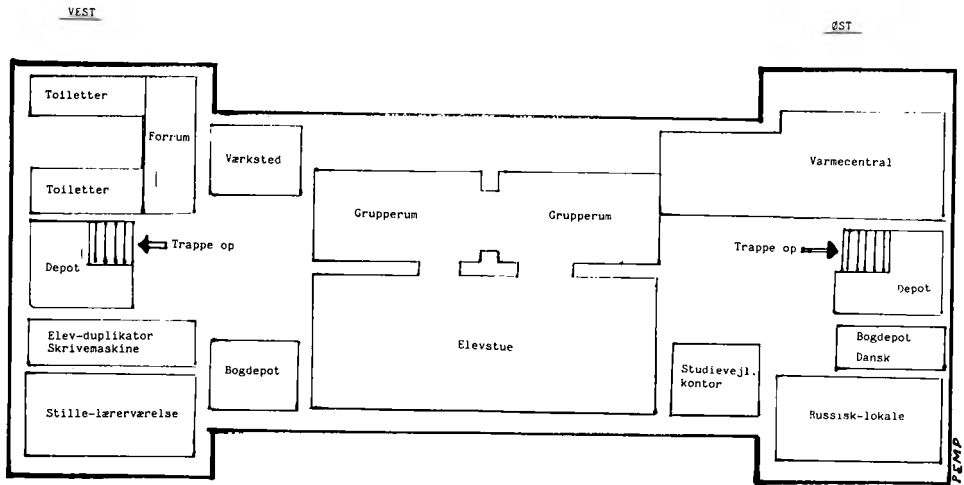 VEST
ØST
Toiletter
Forrum
Værksted
Varmecentral
Toiletter
Grupperum
Grupperum
Trappe op
Trappe op
Depot
Depot
Elev-duplikator
Skrivemaskine
Elevstue
Bogdepot
Dansk
Bogdepot
Studievejl.
kontor
Stille-lærerværelse
Russisk-lokale
PEMP